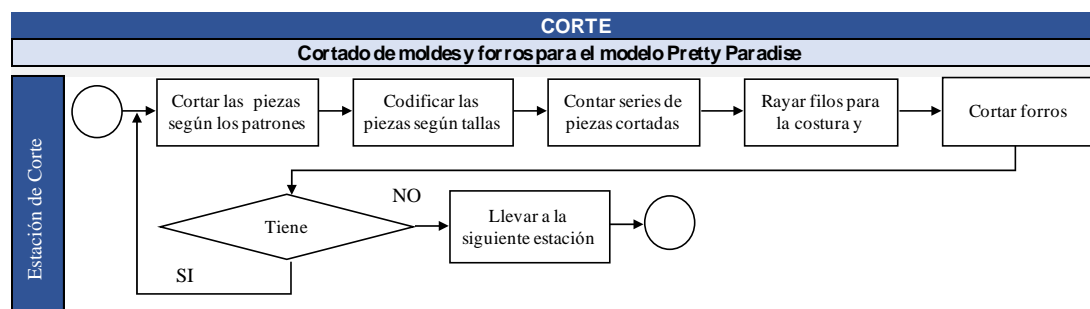 CORTE
Cortado de moldes y forros para el modelo Pretty Paradise
Estación de Corte
Cortar las piezas
según los patrones
Codificar las
piezas según tallas
Contar series de
piezas cortadas
Rayar filos para
la costura y
Cortar forros
Tiene
NO
Llevar a la
siguiente estación
SI